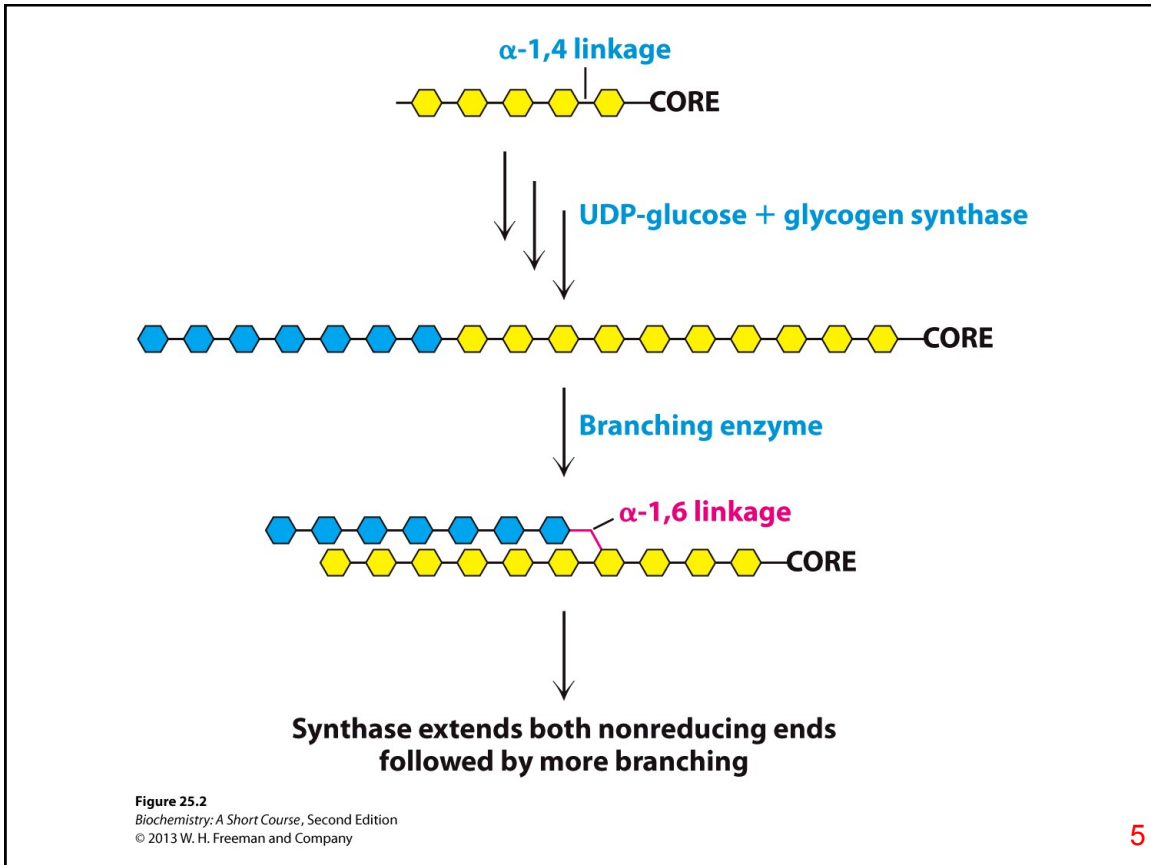 α-1,4 linkage
CORE
UDP-glucose + glycogen synthase
CORE
Branching enzyme
α-1,6 linkage
CORE
Synthase extends both nonreducing ends
followed by more branching
Figure 25.2
Biochemistry: A Short Course, Second Edition
© 2013 W. H. Freeman and Company
5